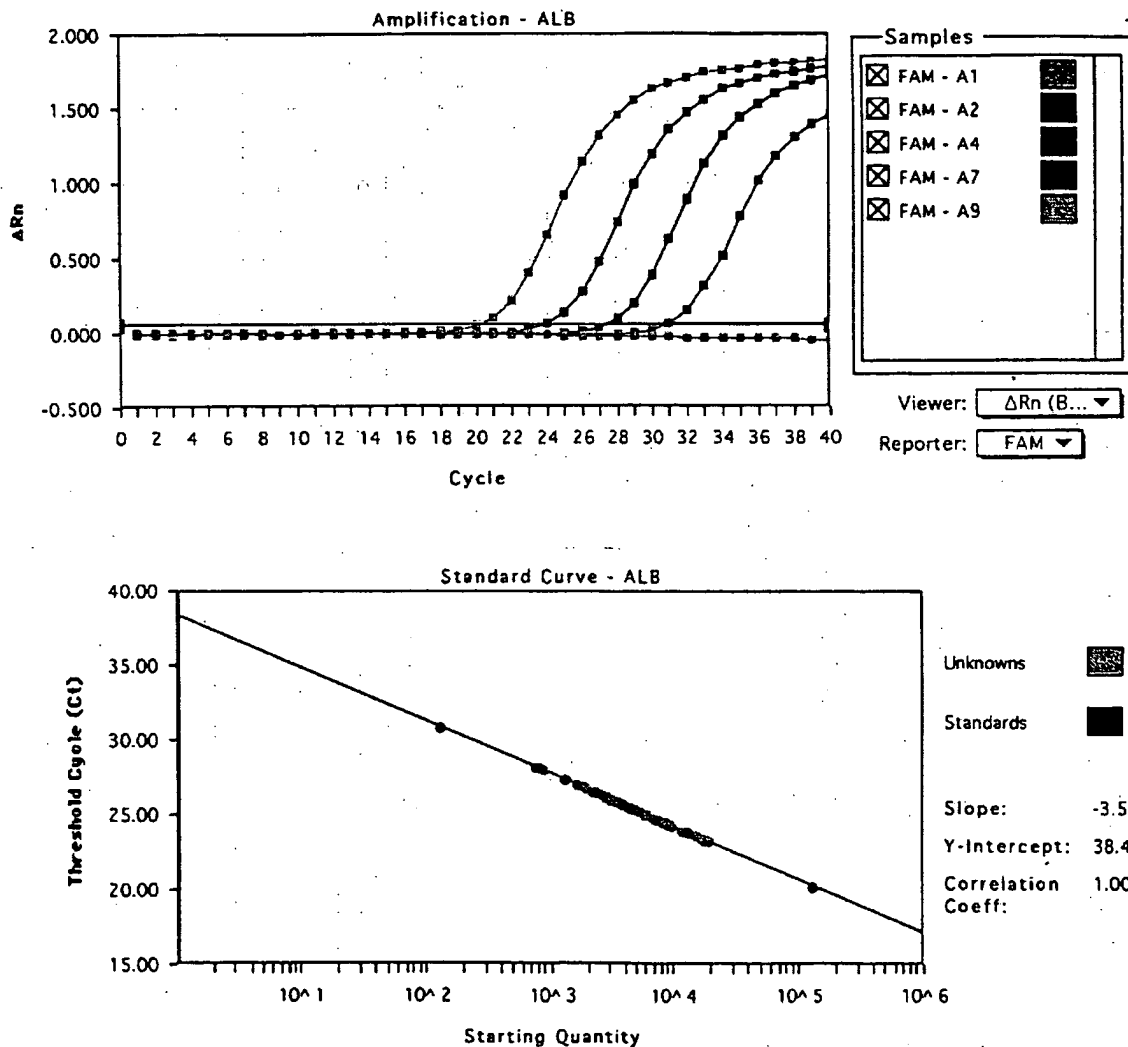 Amplification - ALB
2.000
1.500
1.000
0.500
0.000
-0.500
ΔRn
0 2 4 6 8 10 12 14 16 18 20 22 24 26 28 30 31 34 36 39 40
Cycle
Samples
FAM - A1
FAM - A2
FAM - A4
FAM - A7
FAM - A9
Viewer: ΔRn (B...
Reporter: FAM
Standard Curve - ALB
40.00
35.00
30.00
25.00
20.00
15.00
Threshold Cycle (Ct)
10^1 10^2 10^3 10^4 10^5 10^6
Starting Quantity
Unknowns
Standards
Slope: -3.5
Y-Intercept: 38.4
Correlation Coeff: 1.00